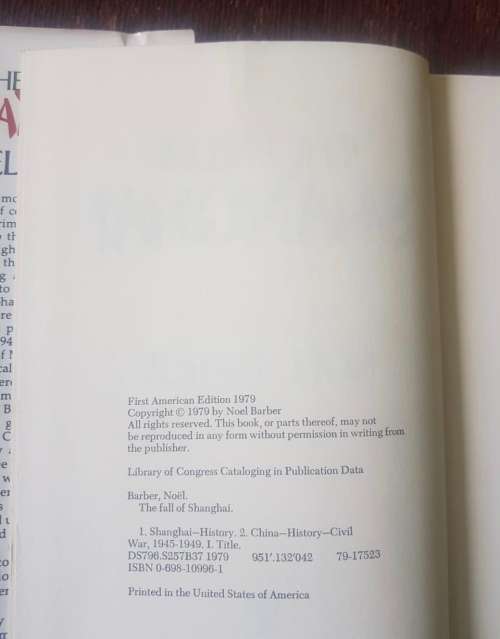 First American Edition 1979
Copyright © 1979 by Noel Barber
All rights reserved. This book, or parts thereof, may not
be reproduced in any form without permission in writing from
the publisher.
Library of Congress Cataloging in Publication Data
Barber, Noël.
The fall of Shanghai.
1. Shanghai—History. 2. China—History—Civil
War, 1945-1949. I. Title.
DS796.S257B37 1979 951'.132'042 79-17523
ISBN 0-698-10996-1
Printed in the United States of America